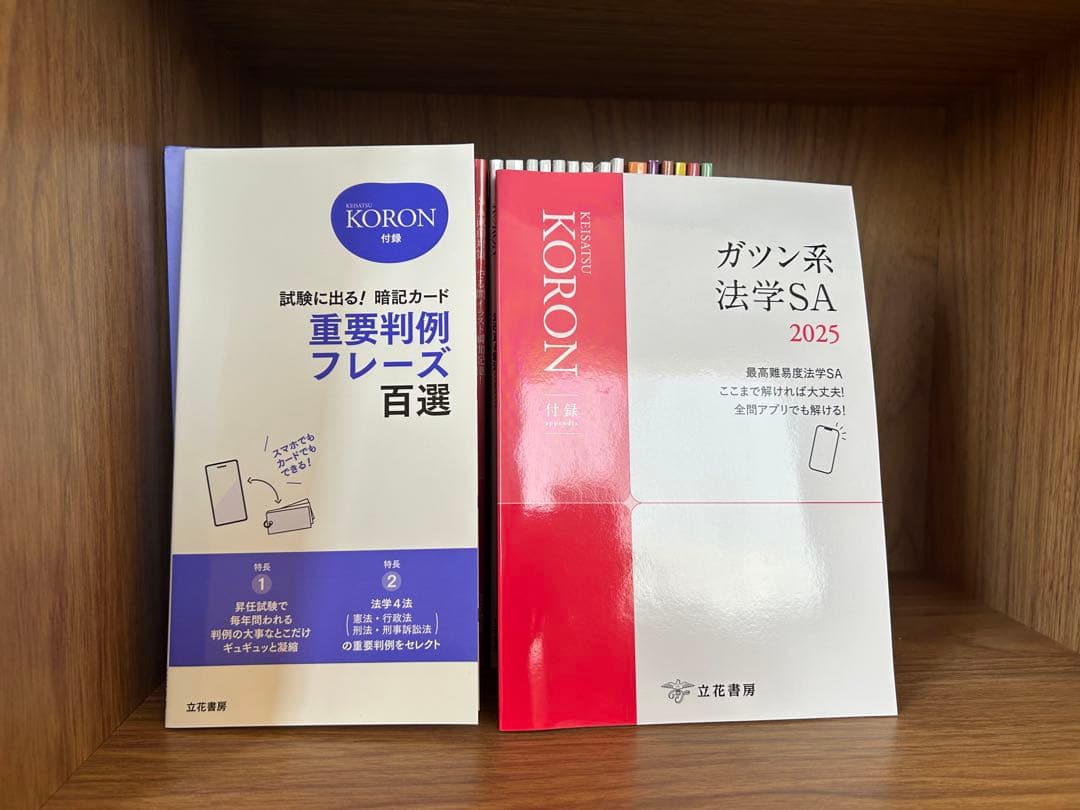 KEISATSU
KORON
付録
試験に出る! 暗記カード
重要判例
フレーズ
百選
スマホでも
カードでも
できる!
特長
1
昇任試験で
毎年問われる
判例の大事なとこだけ
ギュギュッと凝縮
特長
2
法学4法
(憲法・行政法
刑法・刑事訴訟法)
の重要判例をセレクト
立花書房
KEISATSU
KORON
付録
appendix
ガツン系
法学SA
2025
最高難易度法学SA
ここまで解ければ大丈夫!
全問アプリでも解ける!
立花書房